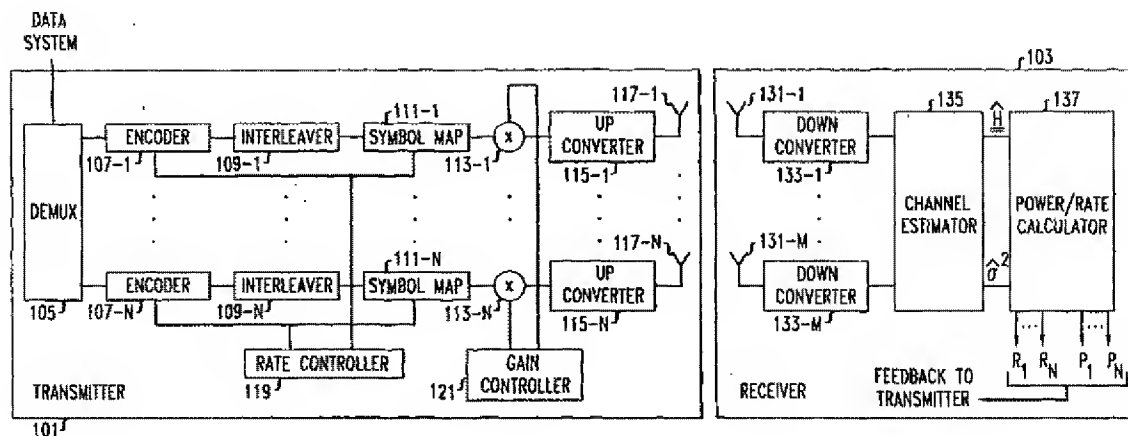 DATA
SYSTEM
103
117-1
131-1
135
Ĥ
137
111-1
ENCODER
INTERLEAVER
SYMBOL MAP
x
UP
CONVERTER
DOWN
CONVERTER
107-1
109-1
113-1
115-1
133-1
DEMUX
CHANNEL
ESTIMATOR
POWER/RATE
CALCULATOR
117-N
131-M
111-N
σ̂²
ENCODER
INTERLEAVER
SYMBOL MAP
x
UP
CONVERTER
DOWN
CONVERTER
105
107-N
109-N
113-N
115-N
133-M
RATE CONTROLLER
GAIN
CONTROLLER
R1 RN P1 PN
119
121
TRANSMITTER
RECEIVER
FEEDBACK TO
TRANSMITTER
101